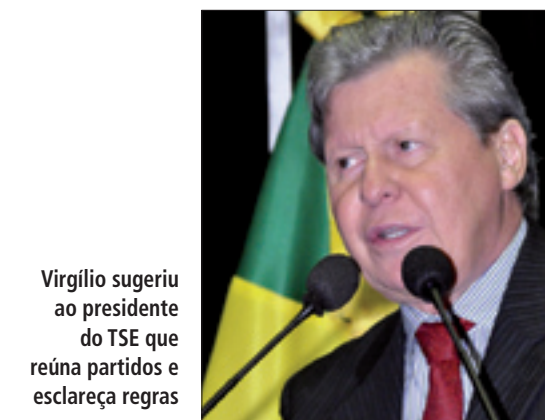 Virgílio sugeriu
ao presidente
do TSE que
reúna partidos e
esclareça regras